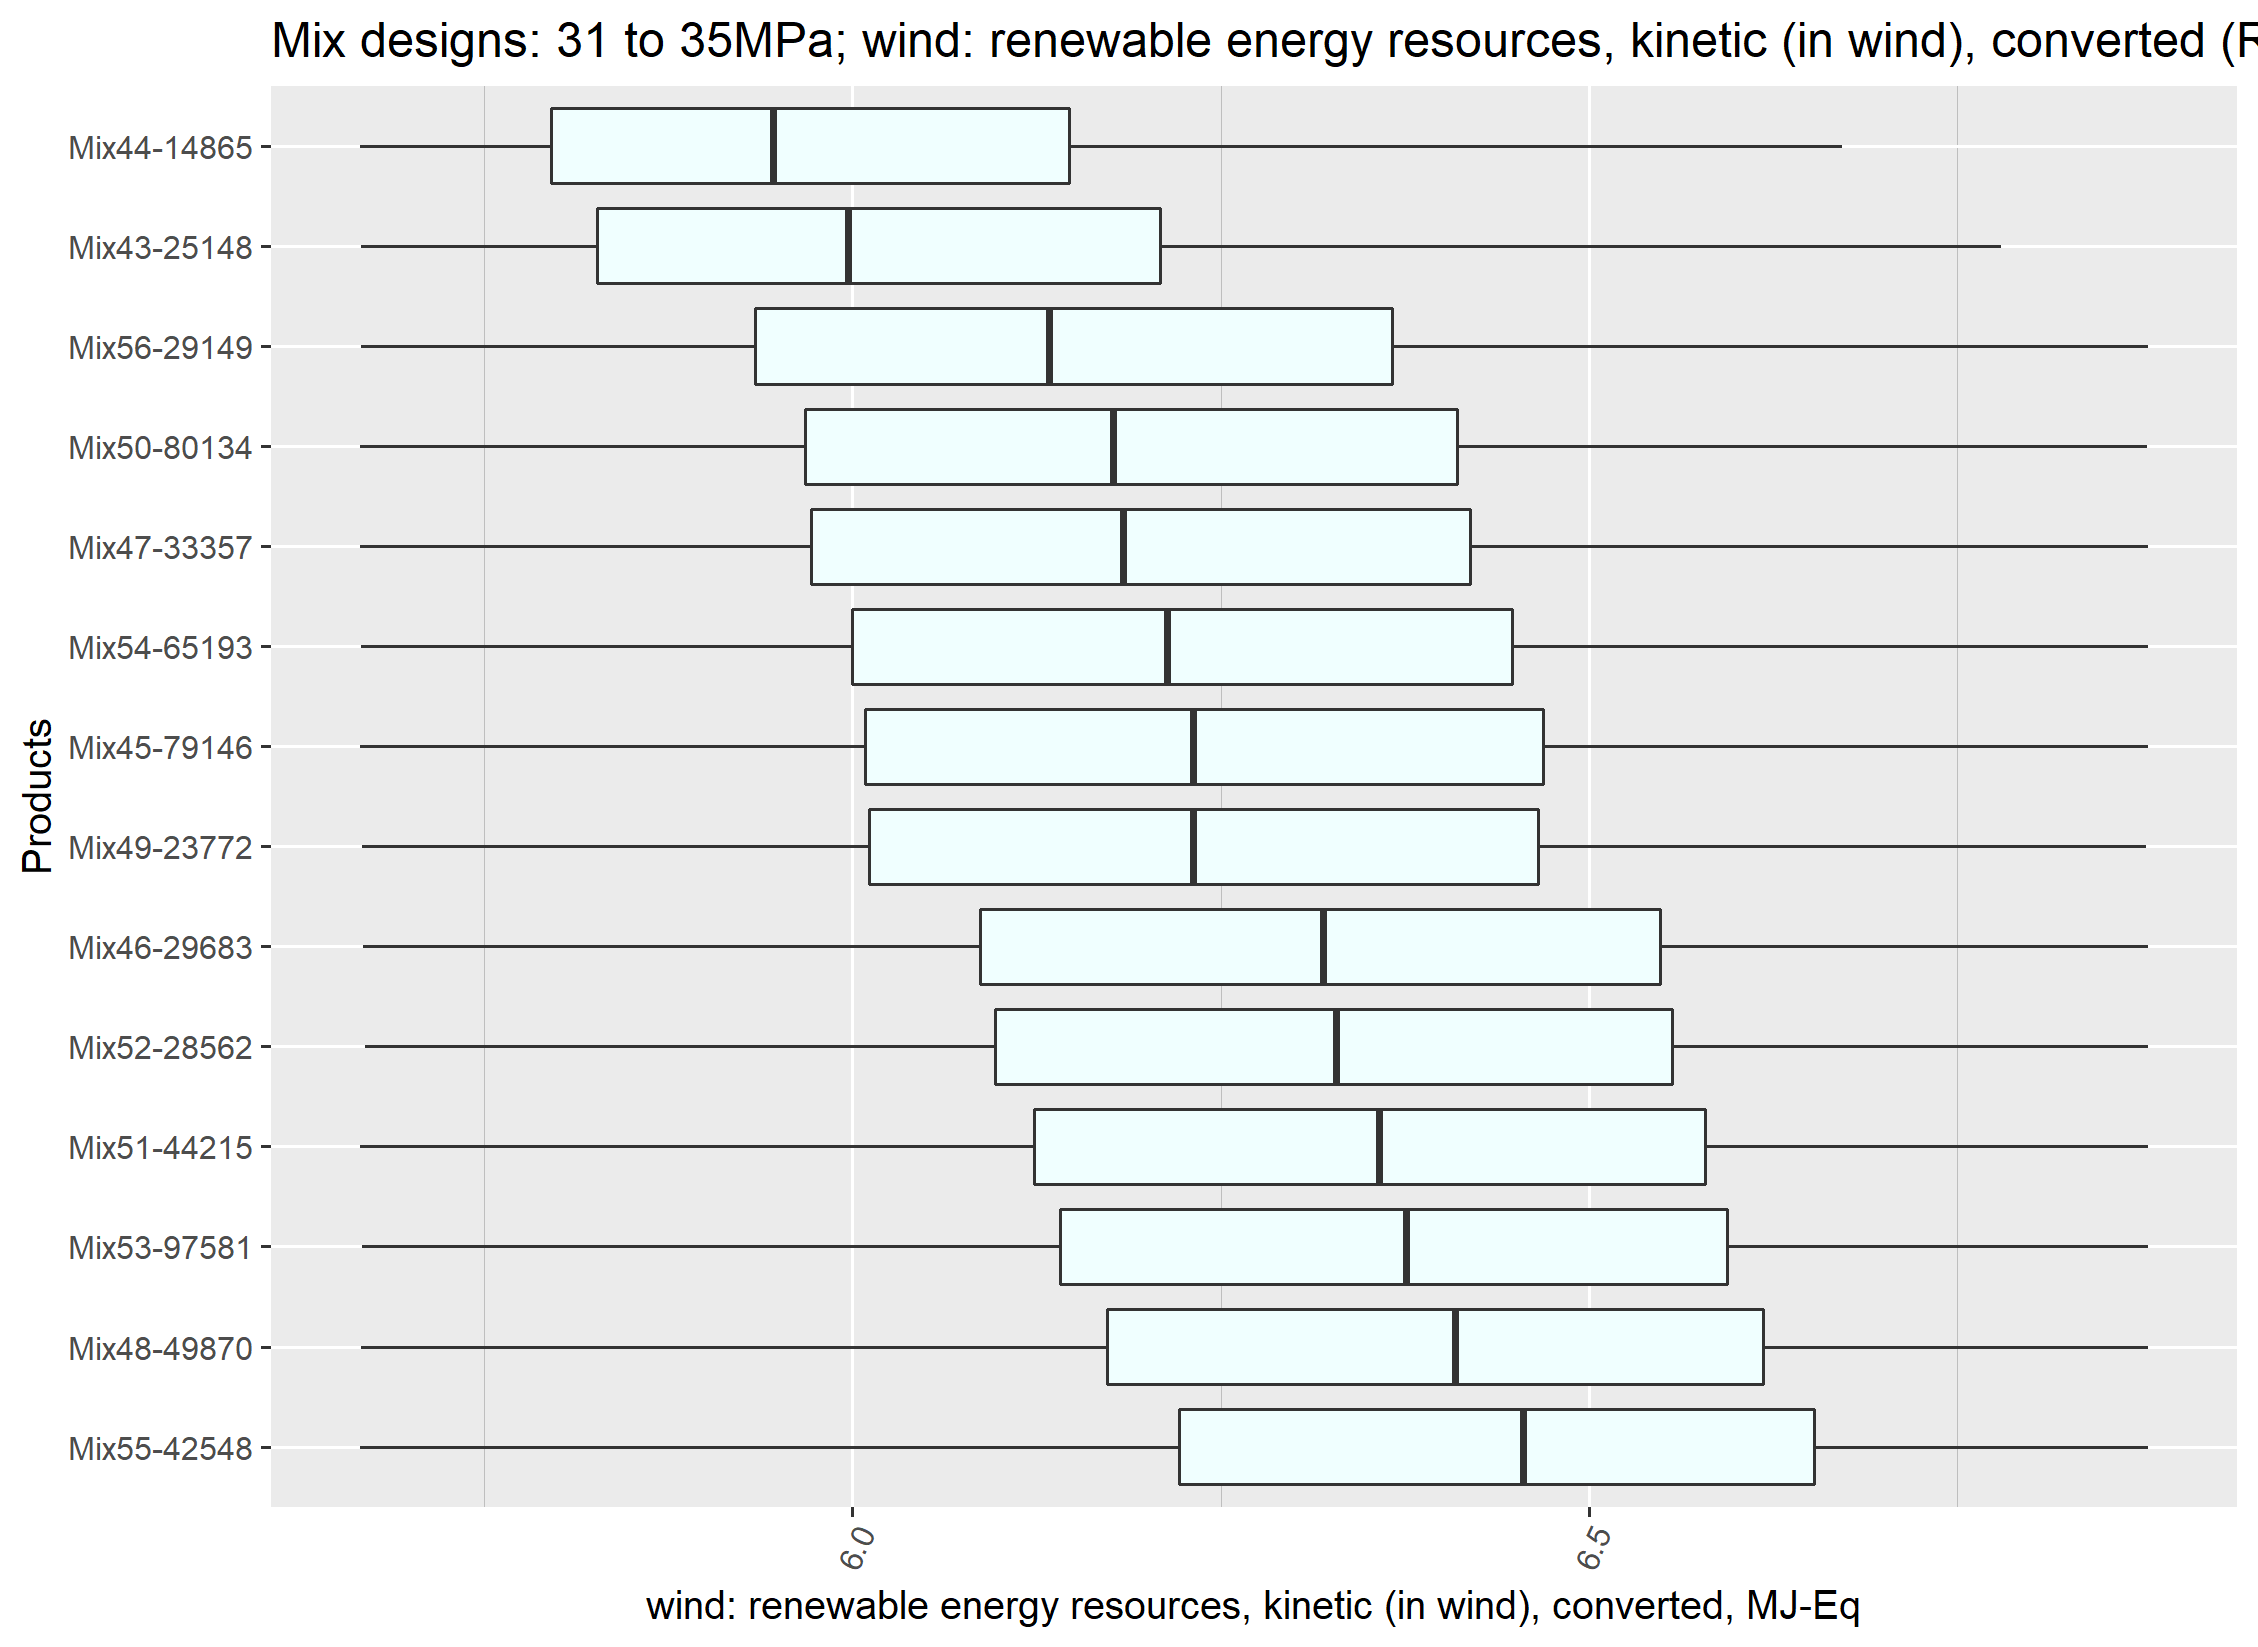 Mix designs: 31 to 35MPa; wind: renewable energy resources, kinetic (in wind), converted (R
Mix44-14865
Mix43-25148
Mix56-29149
Mix50-80134
Mix47-33357
Mix54-65193
Mix45-79146
Mix49-23772
Mix46-29683
Mix52-28562
Mix51-44215
Mix53-97581
Mix48-49870
Mix55-42548
Products
6.0
6.5
wind: renewable energy resources, kinetic (in wind), converted, MJ-Eq